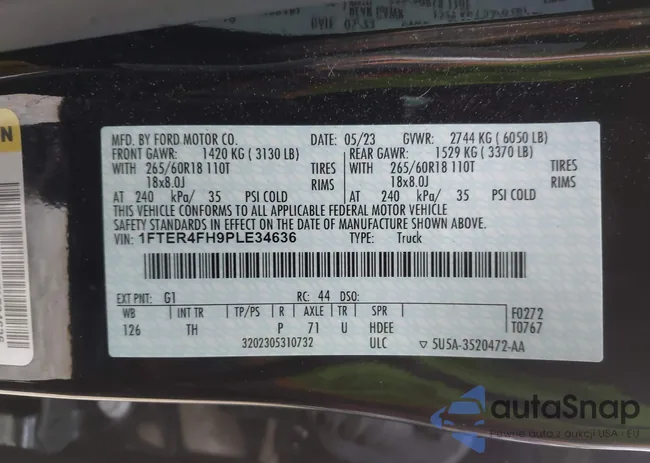 MFD. BY FORD MOTOR CO. DATE: 05/23 GVWR: 2744 KG ( 6050 LB)
FRONT GAWR: 1420 KG ( 3130 LB) REAR GAWR: 1529 KG ( 3370 LB)
WITH 265/60R18 110T TIRES WITH 265/60R18 110T TIRES
18x8.0J RIMS 18x8.0J RIMS
AT 240 kPa/ 35 PSI COLD AT 240 kPa/ 35 PSI COLD
THIS VEHICLE CONFORMS TO ALL APPLICABLE FEDERAL MOTOR VEHICLE
SAFETY STANDARDS IN EFFECT ON THE DATE OF MANUFACTURE SHOWN ABOVE.
VIN: 1FTER4FH9PLE34636 TYPE: Truck
EXT PNT: G1 RC: 44 DSO:
WB INT TR TP/PS R AXLE TR SPR F0272
126 TH P 71 U HDEE T0767
3202305310732 ULC 5U5A-3520472-AA
autoSnap
Pewne auta z aukcji USA i EU